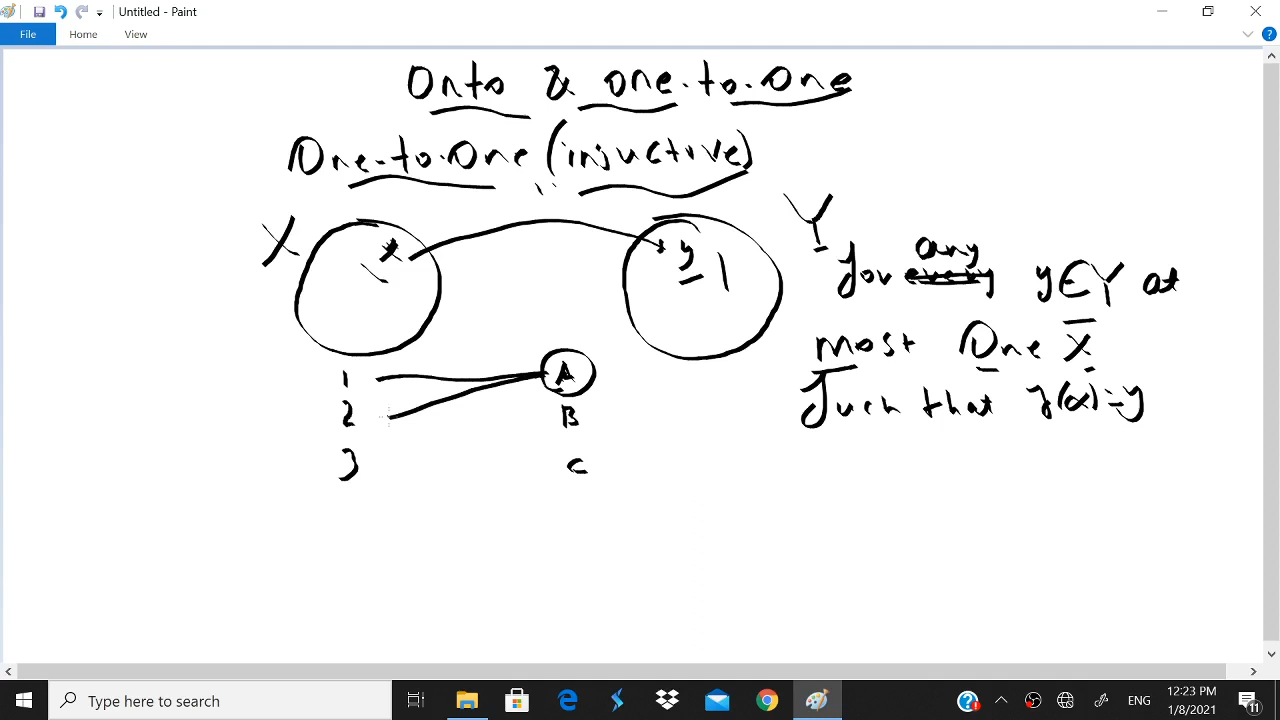 Untitled - Paint
File Home View
Onto & one-to-One
One-to-One (injuctive)
X x y Y
for any every y∈Y at
most One x
Such that f(x)=y
1 A
2 B
3 C
Type here to search
ENG
12:23 PM
1/8/2021
11